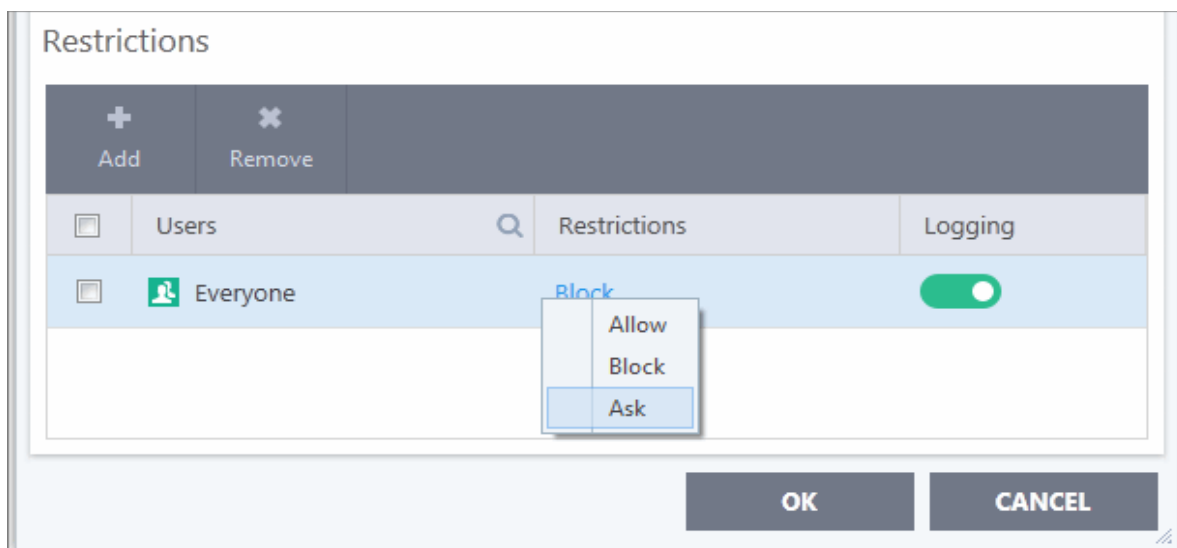 Restrictions
Add Remove
Users Restrictions Logging
Everyone Block
Allow
Block
Ask
OK CANCEL